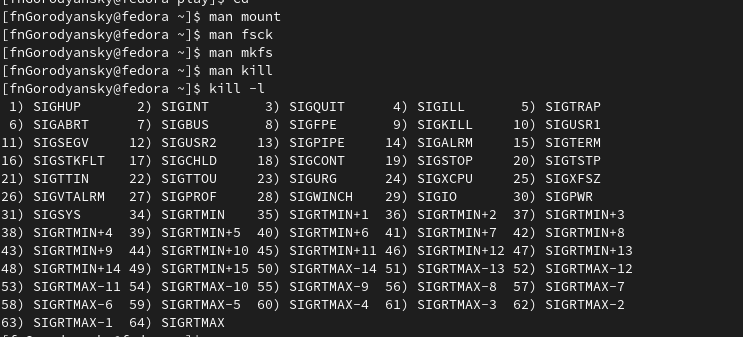 [fnGorodyansky@fedora play]$ cd
[fnGorodyansky@fedora ~]$ man mount
[fnGorodyansky@fedora ~]$ man fsck
[fnGorodyansky@fedora ~]$ man mkfs
[fnGorodyansky@fedora ~]$ man kill
[fnGorodyansky@fedora ~]$ kill -l
1) SIGHUP 2) SIGINT 3) SIGQUIT 4) SIGILL 5) SIGTRAP
6) SIGABRT 7) SIGBUS 8) SIGFPE 9) SIGKILL 10) SIGUSR1
11) SIGSEGV 12) SIGUSR2 13) SIGPIPE 14) SIGALRM 15) SIGTERM
16) SIGSTKFLT 17) SIGCHLD 18) SIGCONT 19) SIGSTOP 20) SIGTSTP
21) SIGTTIN 22) SIGTTOU 23) SIGURG 24) SIGXCPU 25) SIGXFSZ
26) SIGVTALRM 27) SIGPROF 28) SIGWINCH 29) SIGIO 30) SIGPWR
31) SIGSYS 34) SIGRTMIN 35) SIGRTMIN+1 36) SIGRTMIN+2 37) SIGRTMIN+3
38) SIGRTMIN+4 39) SIGRTMIN+5 40) SIGRTMIN+6 41) SIGRTMIN+7 42) SIGRTMIN+8
43) SIGRTMIN+9 44) SIGRTMIN+10 45) SIGRTMIN+11 46) SIGRTMIN+12 47) SIGRTMIN+13
48) SIGRTMIN+14 49) SIGRTMIN+15 50) SIGRTMAX-14 51) SIGRTMAX-13 52) SIGRTMAX-12
53) SIGRTMAX-11 54) SIGRTMAX-10 55) SIGRTMAX-9 56) SIGRTMAX-8 57) SIGRTMAX-7
58) SIGRTMAX-6 59) SIGRTMAX-5 60) SIGRTMAX-4 61) SIGRTMAX-3 62) SIGRTMAX-2
63) SIGRTMAX-1 64) SIGRTMAX